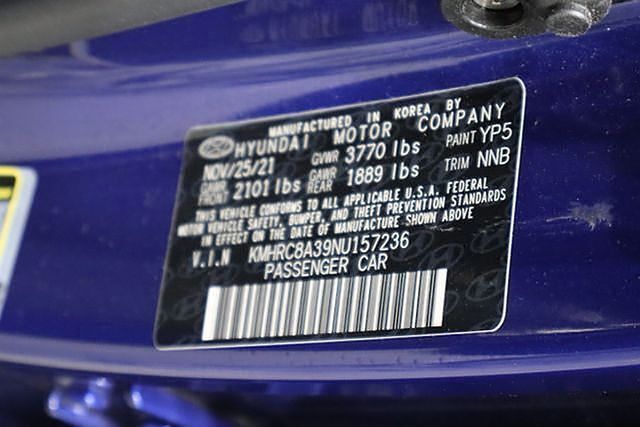 MANUFACTURED IN KOREA BY
HYUNDAI MOTOR COMPANY
NOV/25/21 GVWR 3770 lbs PAINT YP5
GAWR FRONT 2101 lbs GAWR REAR 1889 lbs TRIM NNB
THIS VEHICLE CONFORMS TO ALL APPLICABLE U.S.A. FEDERAL
MOTOR VEHICLE SAFETY, BUMPER, AND THEFT PREVENTION STANDARDS
IN EFFECT ON THE DATE OF MANUFACTURE SHOWN ABOVE
V.I.N KMHRC8A39NU157236
PASSENGER CAR